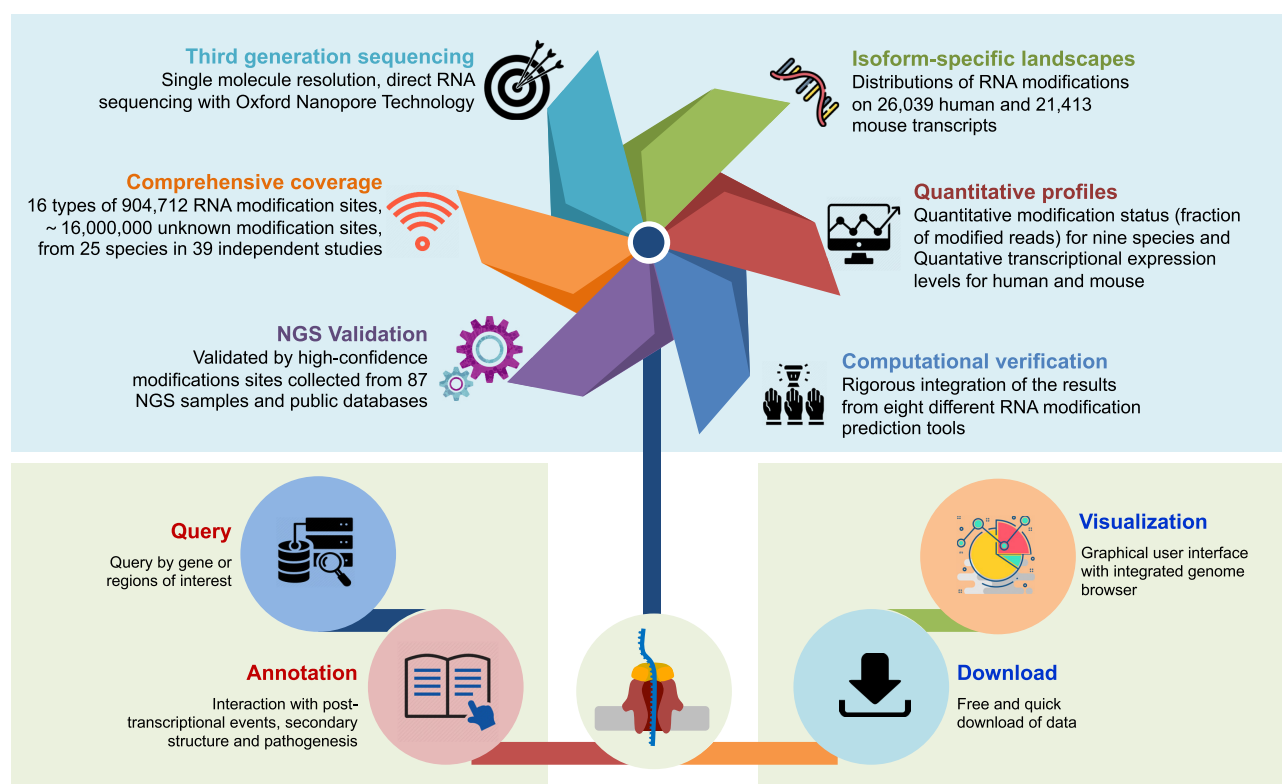 Third generation sequencing
Single molecule resolution, direct RNA
sequencing with Oxford Nanopore Technology
Comprehensive coverage
16 types of 904,712 RNA modification sites,
~ 16,000,000 unknown modification sites,
from 25 species in 39 independent studies
NGS Validation
Validated by high-confidence
modifications sites collected from 87
NGS samples and public databases
Isoform-specific landscapes
Distributions of RNA modifications
on 26,039 human and 21,413
mouse transcripts
Quantitative profiles
Quantitative modification status (fraction
of modified reads) for nine species and
Quantative transcriptional expression
levels for human and mouse
Computational verification
Rigorous integration of the results
from eight different RNA modification
prediction tools
Query
Query by gene or
regions of interest
Annotation
Interaction with post-
transcriptional events, secondary
structure and pathogenesis
Visualization
Graphical user interface
with integrated genome
browser
Download
Free and quick
download of data